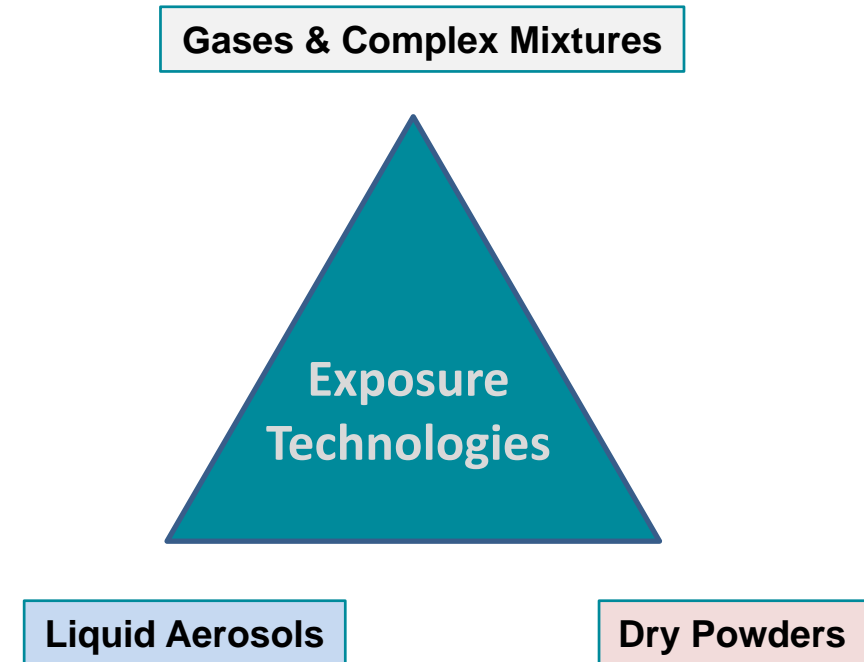 Gases & Complex Mixtures
Exposure
Technologies
Liquid Aerosols
Dry Powders